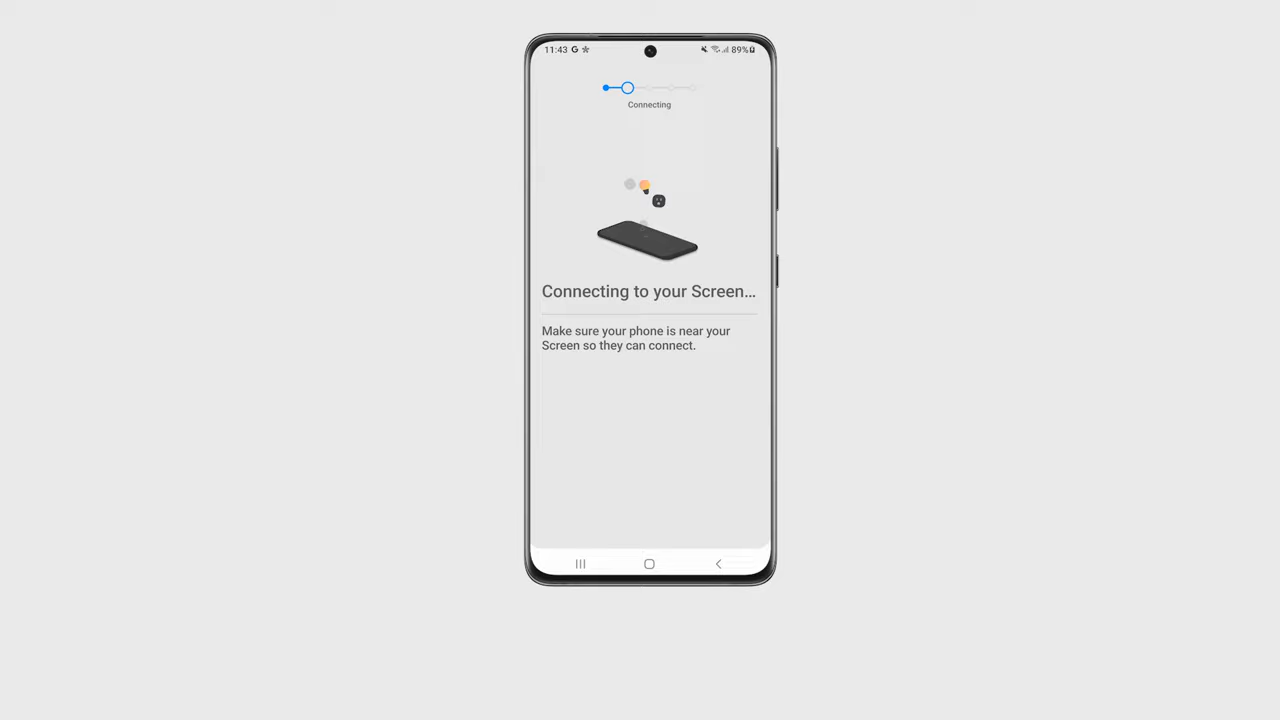 11:43 G
89%
Connecting
Connecting to your Screen...
Make sure your phone is near your
Screen so they can connect.